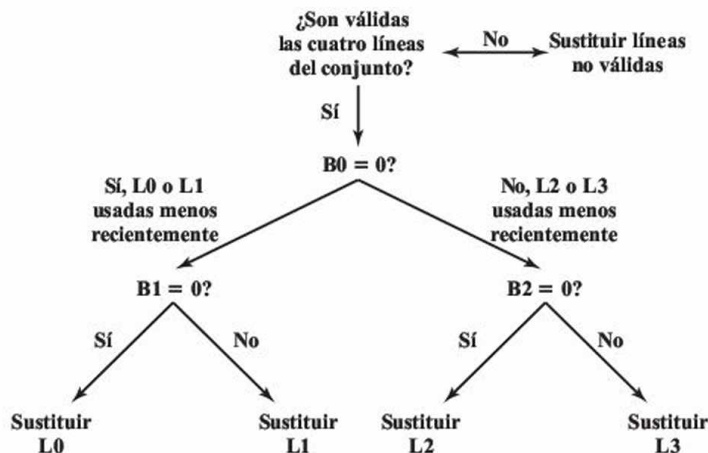 ¿Son válidas
las cuatro líneas
del conjunto?
No
Sustituir líneas
no válidas
Sí
B0 = 0?
Sí, L0 o L1
usadas menos
recientemente
No, L2 o L3
usadas menos
recientemente
B1 = 0?
B2 = 0?
Sí
No
Sí
No
Sustituir
L0
Sustituir
L1
Sustituir
L2
Sustituir
L3